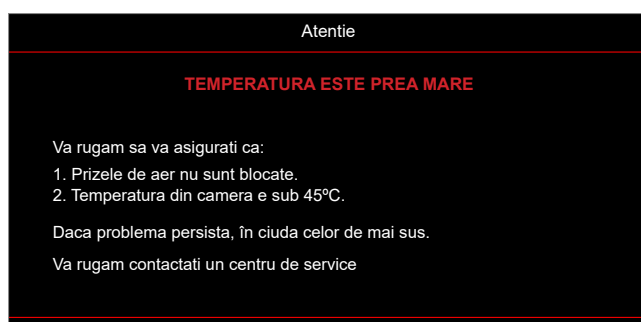 Atentie
TEMPERATURA ESTE PREA MARE
Va rugam sa va asigurati ca:
1. Prizele de aer nu sunt blocate.
2. Temperatura din camera e sub 45ºC.
Daca problema persista, în ciuda celor de mai sus.
Va rugam contactati un centru de service